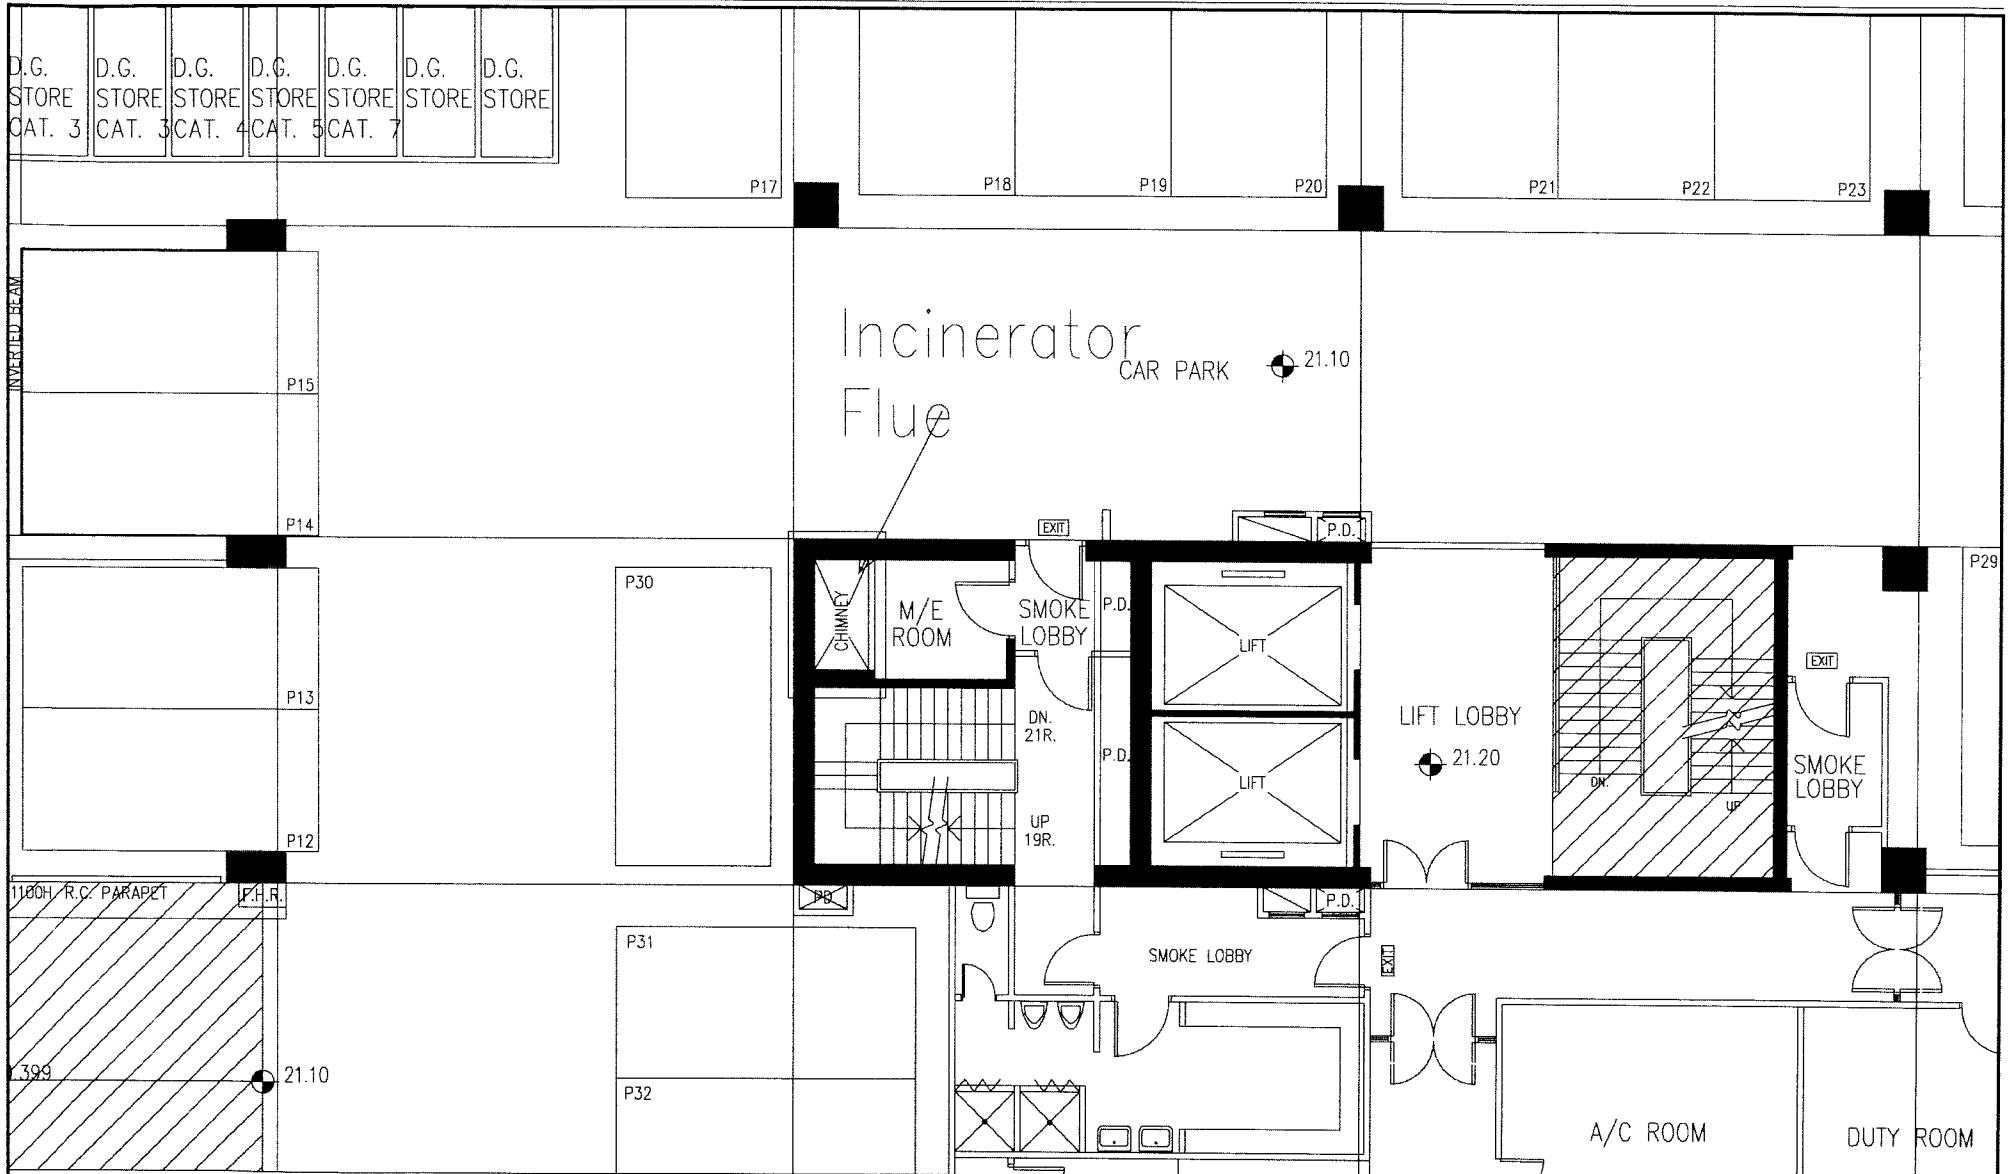 D.G.
STORE
CAT. 3
D.G.
STORE
CAT. 3
D.G.
STORE
CAT. 4
D.G.
STORE
CAT. 5
D.G.
STORE
CAT. 7
D.G.
STORE
D.G.
STORE
P17
P18
P19
P20
P21
P22
P23
INVERTED BEAM
P15
P14
Incinerator
Flue
CAR PARK
21.10
EXIT
P.D.
P29
P30
CHIMNEY
M/E
ROOM
SMOKE
LOBBY
P.D.
LIFT
EXIT
P13
DN.
21R.
P.D.
LIFT LOBBY
21.20
LIFT
DN.
UP
SMOKE
LOBBY
P12
UP
19R.
1100H R.C. PARAPET
F.H.R.
PD
P.D.
P31
SMOKE LOBBY
EXIT
.399
21.10
P32
A/C ROOM
DUTY ROOM